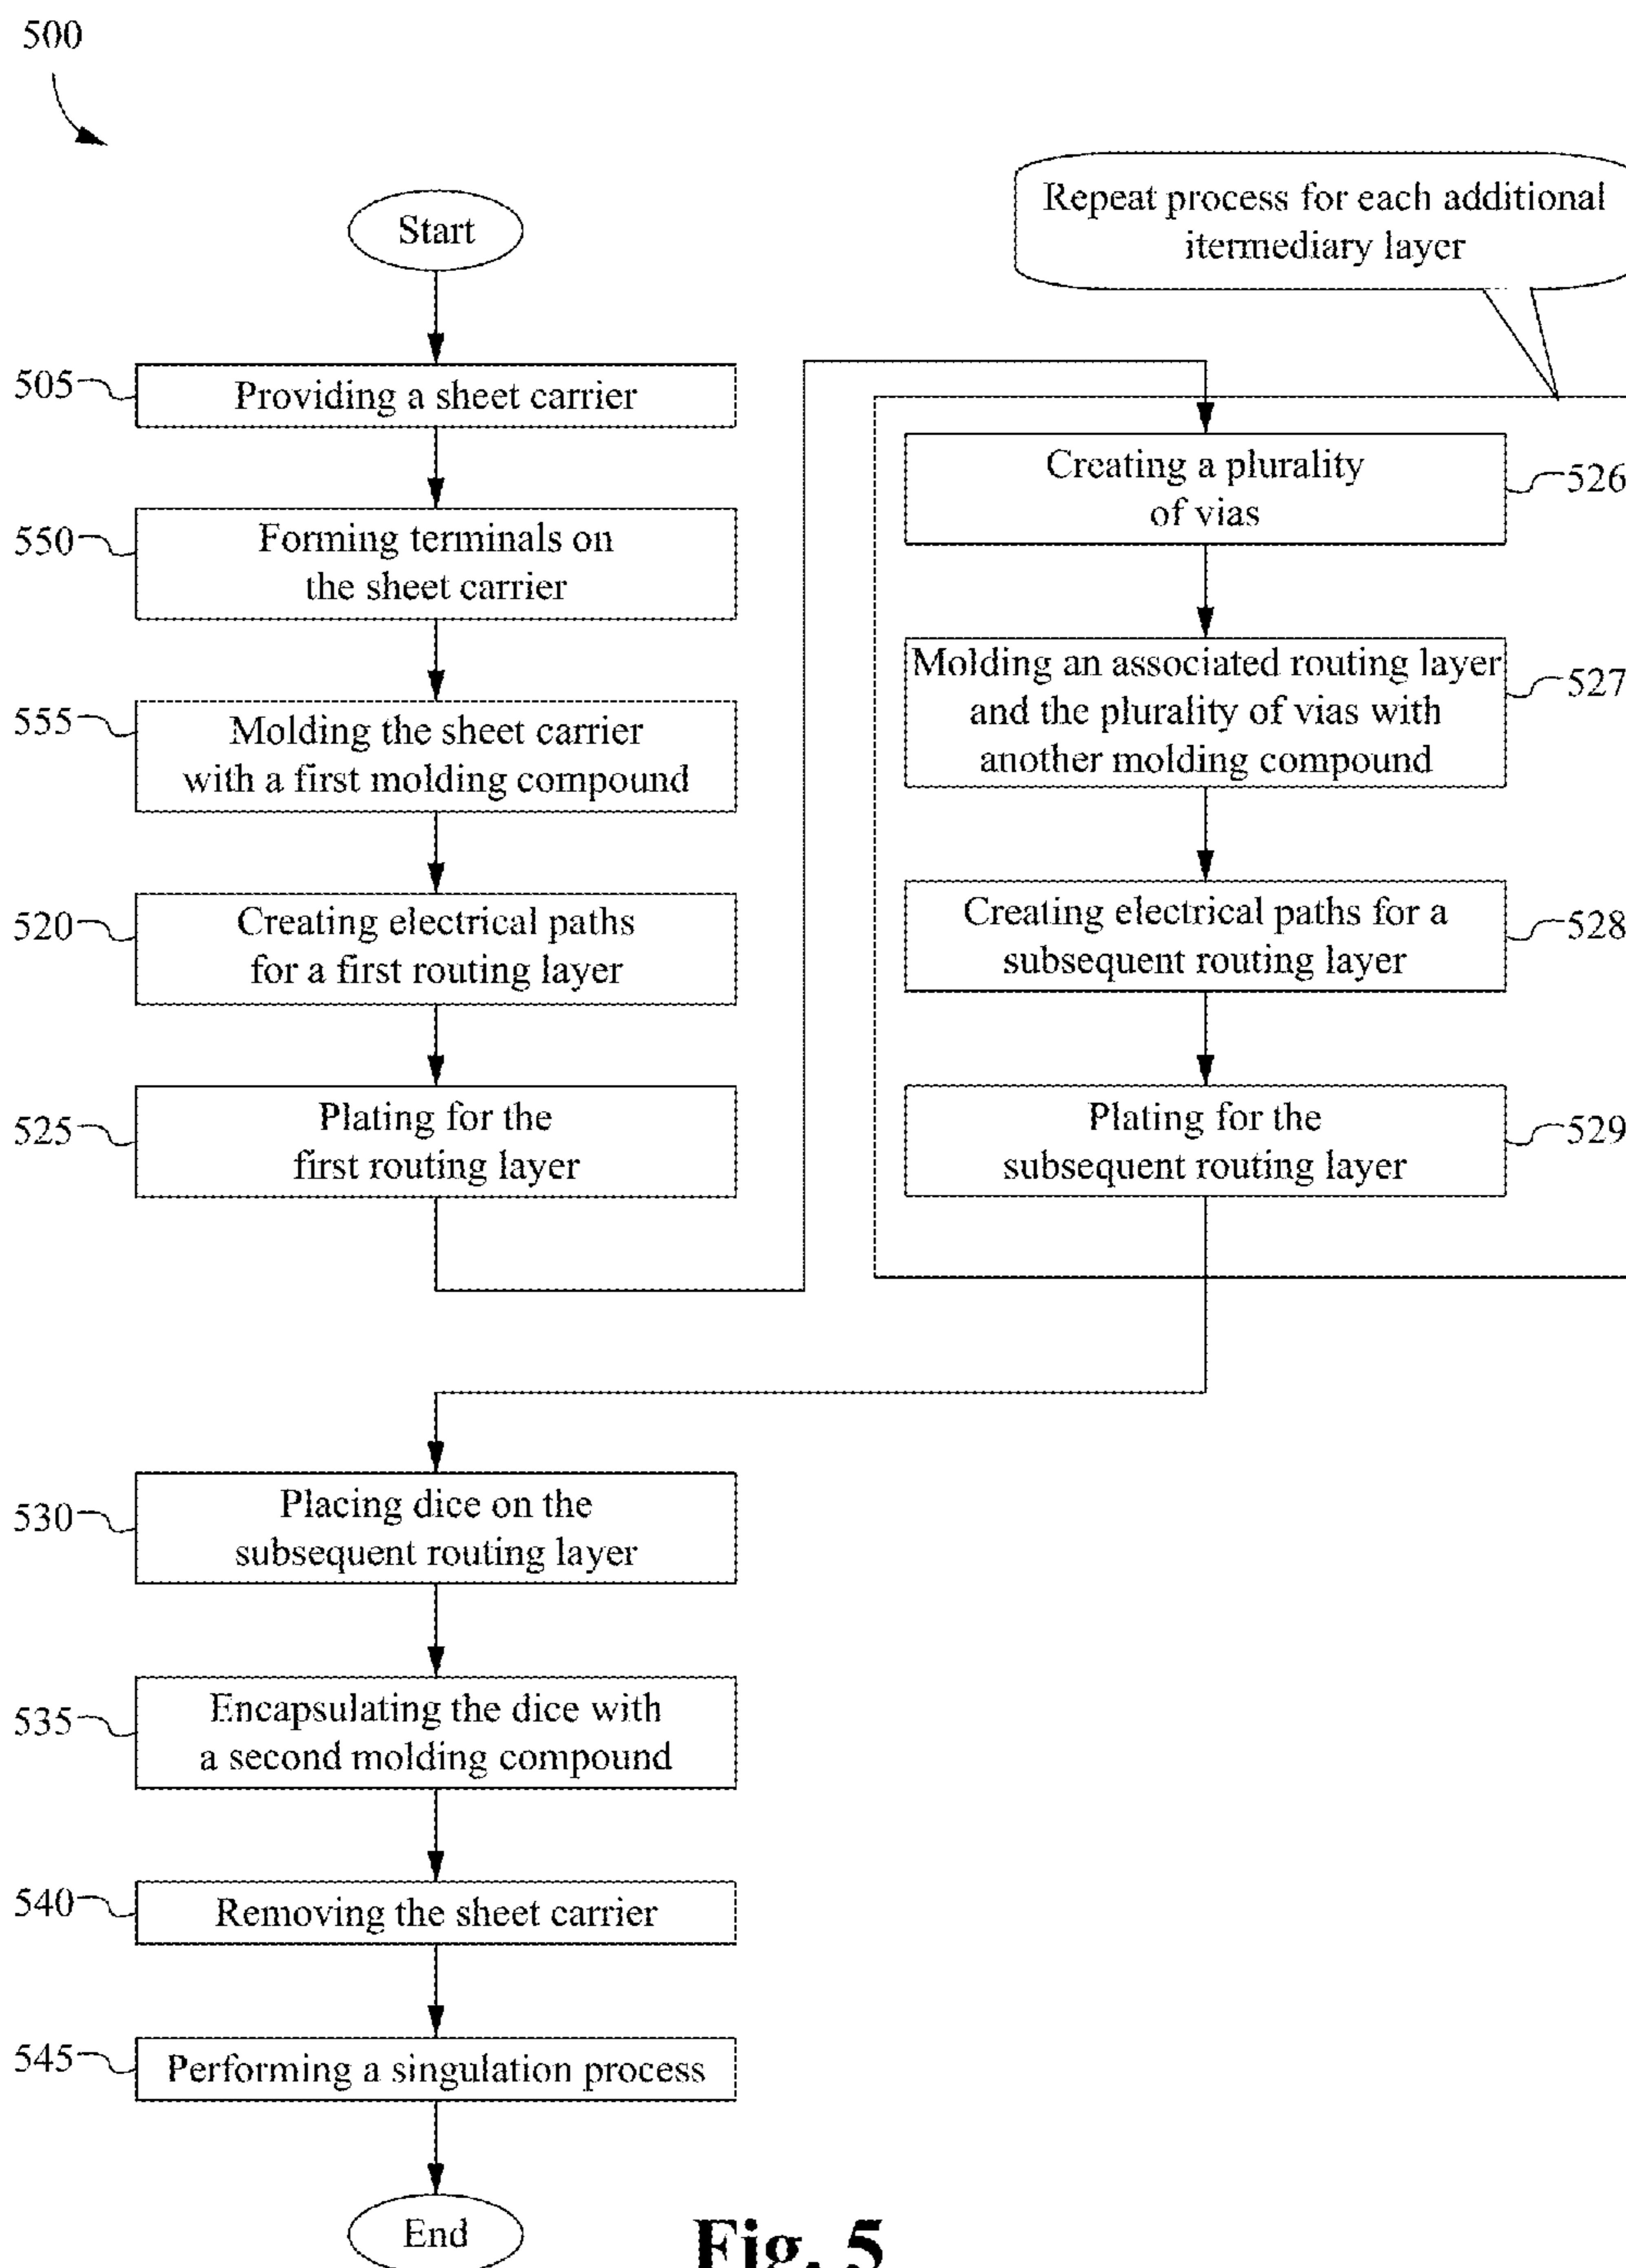 500
Start
505
Providing a sheet carrier
550
Forming terminals on
the sheet carrier
555
Molding the sheet carrier
with a first molding compound
520
Creating electrical paths
for a first routing layer
525
Plating for the
first routing layer
Repeat process for each additional
itermediary layer
Creating a plurality
of vias
526
Molding an associated routing layer
and the plurality of vias with
another molding compound
527
Creating electrical paths for a
subsequent routing layer
528
Plating for the
subsequent routing layer
529
530
Placing dice on the
subsequent routing layer
535
Encapsulating the dice with
a second molding compound
540
Removing the sheet carrier
545
Performing a singulation process
End
Fig. 5